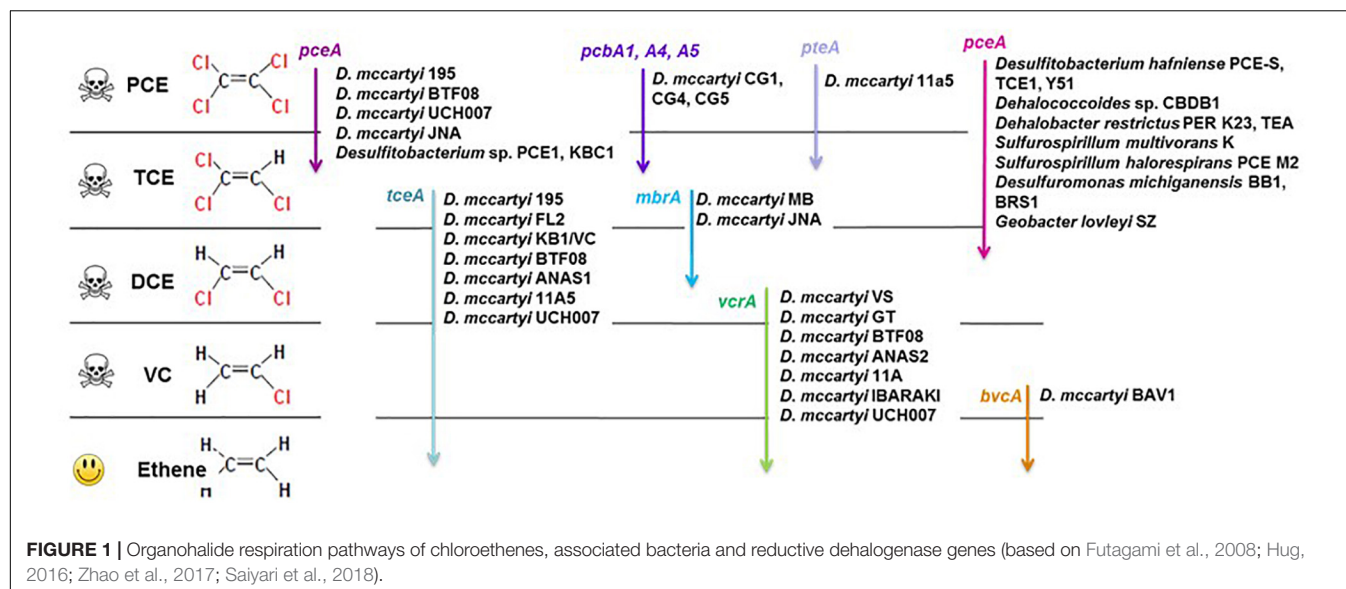 pceA
pcbA1, A4, A5
pteA
pceA
PCE
Cl Cl
C=C
Cl Cl
D. mccartyi 195
D. mccartyi BTF08
D. mccartyi UCH007
D. mccartyi JNA
Desulfitobacterium sp. PCE1, KBC1
D. mccartyi CG1,
CG4, CG5
D. mccartyi 11a5
Desulfitobacterium hafniense PCE-S,
TCE1, Y51
Dehalococcoides sp. CBDB1
Dehalobacter restrictus PER K23, TEA
Sulfurospirillum multivorans K
Sulfurospirillum halorespirans PCE M2
Desulfuromonas michiganensis BB1,
BRS1
Geobacter lovleyi SZ
TCE
Cl H
C=C
Cl Cl
tceA
D. mccartyi 195
D. mccartyi FL2
D. mccartyi KB1/VC
D. mccartyi BTF08
D. mccartyi ANAS1
D. mccartyi 11A5
D. mccartyi UCH007
mbrA
D. mccartyi MB
D. mccartyi JNA
DCE
H H
C=C
Cl Cl
vcrA
D. mccartyi VS
D. mccartyi GT
D. mccartyi BTF08
D. mccartyi ANAS2
D. mccartyi 11A
D. mccartyi IBARAKI
D. mccartyi UCH007
VC
H H
C=C
H Cl
bvcA
D. mccartyi BAV1
Ethene
H H
C=C
H H
FIGURE 1 | Organohalide respiration pathways of chloroethenes, associated bacteria and reductive dehalogenase genes (based on Futagami et al., 2008; Hug,
2016; Zhao et al., 2017; Saiyari et al., 2018).